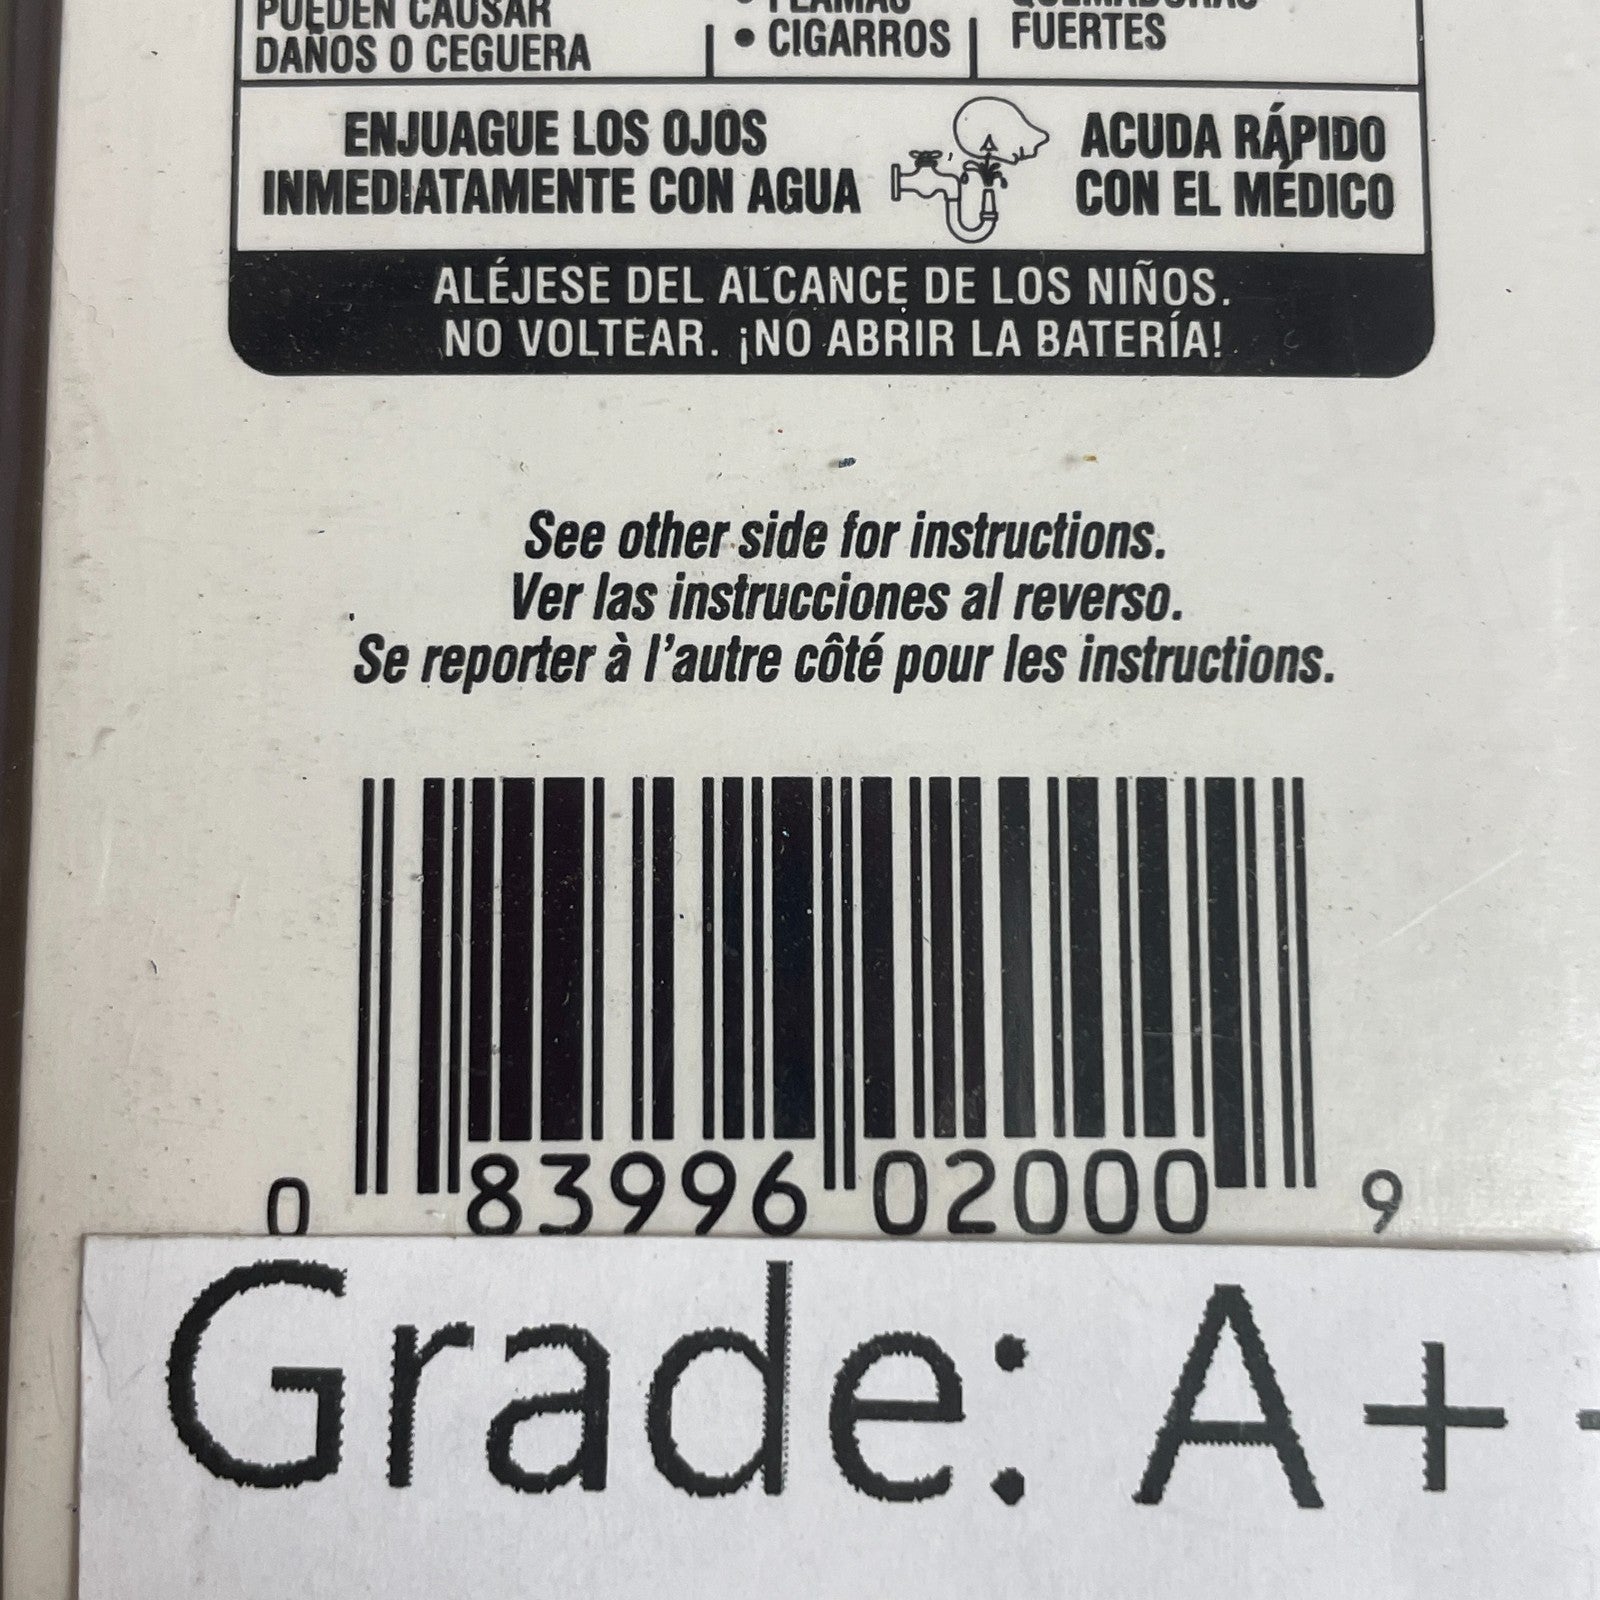 PUEDEN CAUSAR
DAÑOS O CEGUERA
• FLAMAS
• CIGARROS
QUEMADURAS
FUERTES
ENJUAGUE LOS OJOS
INMEDIATAMENTE CON AGUA
ACUDA RÁPIDO
CON EL MÉDICO
ALÉJESE DEL ALCANCE DE LOS NIÑOS.
NO VOLTEAR. ¡NO ABRIR LA BATERÍA!
See other side for instructions.
Ver las instrucciones al reverso.
Se reporter à l'autre côté pour les instructions.
0 83996 02000 9
Grade: A+